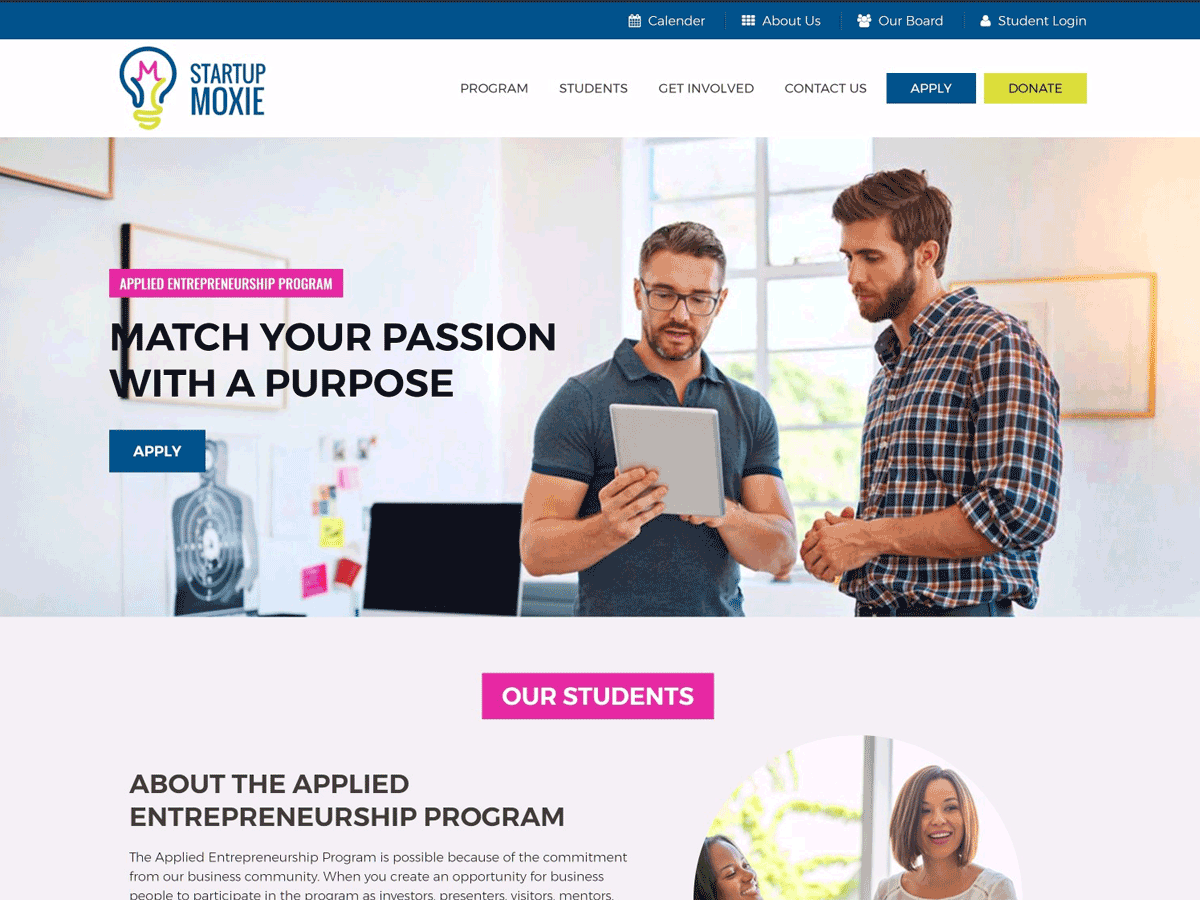 Calender About Us Our Board Student Login
STARTUP
MOXIE
PROGRAM STUDENTS GET INVOLVED CONTACT US APPLY DONATE
APPLIED ENTREPRENEURSHIP PROGRAM
MATCH YOUR PASSION
WITH A PURPOSE
APPLY
OUR STUDENTS
ABOUT THE APPLIED
ENTREPRENEURSHIP PROGRAM
The Applied Entrepreneurship Program is possible because of the commitment
from our business community. When you create an opportunity for business
people to participate in the program as investors, presenters, visitors, mentors,